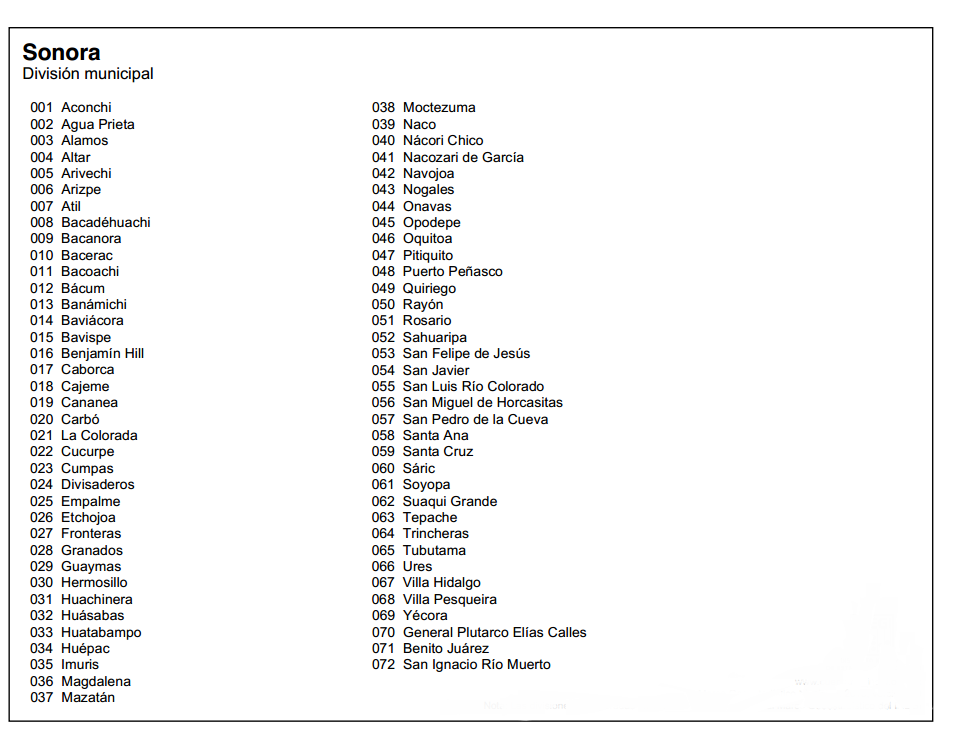 Sonora
División municipal
001 Aconchi
002 Agua Prieta
003 Alamos
004 Altar
005 Arivechi
006 Arizpe
007 Atil
008 Bacadéhuachi
009 Bacanora
010 Bacerac
011 Bacoachi
012 Bácum
013 Banámichi
014 Baviácora
015 Bavispe
016 Benjamín Hill
017 Caborca
018 Cajeme
019 Cananea
020 Carbó
021 La Colorada
022 Cucurpe
023 Cumpas
024 Divisaderos
025 Empalme
026 Etchojoa
027 Fronteras
028 Granados
029 Guaymas
030 Hermosillo
031 Huachinera
032 Huásabas
033 Huatabampo
034 Huépac
035 Imuris
036 Magdalena
037 Mazatán
038 Moctezuma
039 Naco
040 Nácori Chico
041 Nacozari de García
042 Navojoa
043 Nogales
044 Onavas
045 Opodepe
046 Oquitoa
047 Pitiquito
048 Puerto Peñasco
049 Quiriego
050 Rayón
051 Rosario
052 Sahuaripa
053 San Felipe de Jesús
054 San Javier
055 San Luis Río Colorado
056 San Miguel de Horcasitas
057 San Pedro de la Cueva
058 Santa Ana
059 Santa Cruz
060 Sáric
061 Soyopa
062 Suaqui Grande
063 Tepache
064 Trincheras
065 Tubutama
066 Ures
067 Villa Hidalgo
068 Villa Pesqueira
069 Yécora
070 General Plutarco Elías Calles
071 Benito Juárez
072 San Ignacio Río Muerto